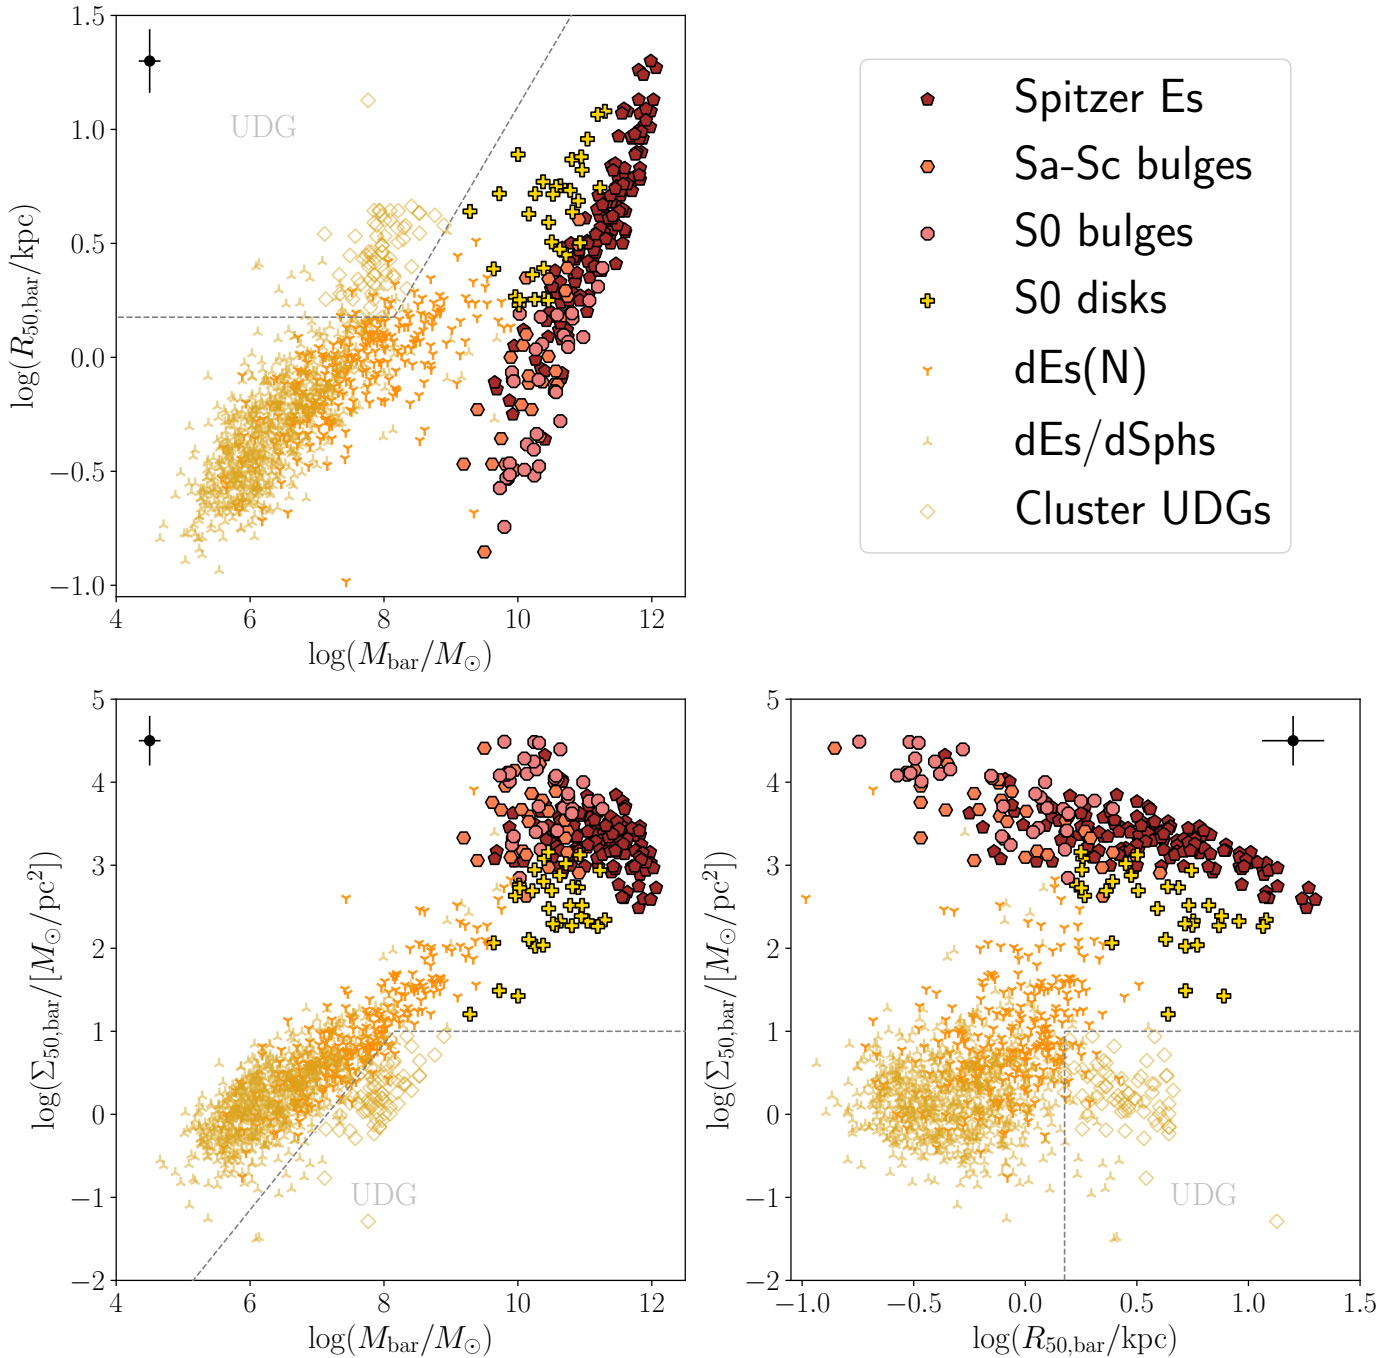 1.5
1.0
0.5
0.0
−0.5
−1.0
log(R50,bar/kpc)
UDG
4 6 8 10 12
log(Mbar/M⊙)
Spitzer Es
Sa-Sc bulges
S0 bulges
S0 disks
dEs(N)
dEs/dSphs
Cluster UDGs
5
4
3
2
1
0
−1
−2
log(Σ50,bar/[M⊙/pc²])
UDG
4 6 8 10 12
log(Mbar/M⊙)
5
4
3
2
1
0
−1
−2
log(Σ50,bar/[M⊙/pc²])
UDG
−1.0 −0.5 0.0 0.5 1.0 1.5
log(R50,bar/kpc)